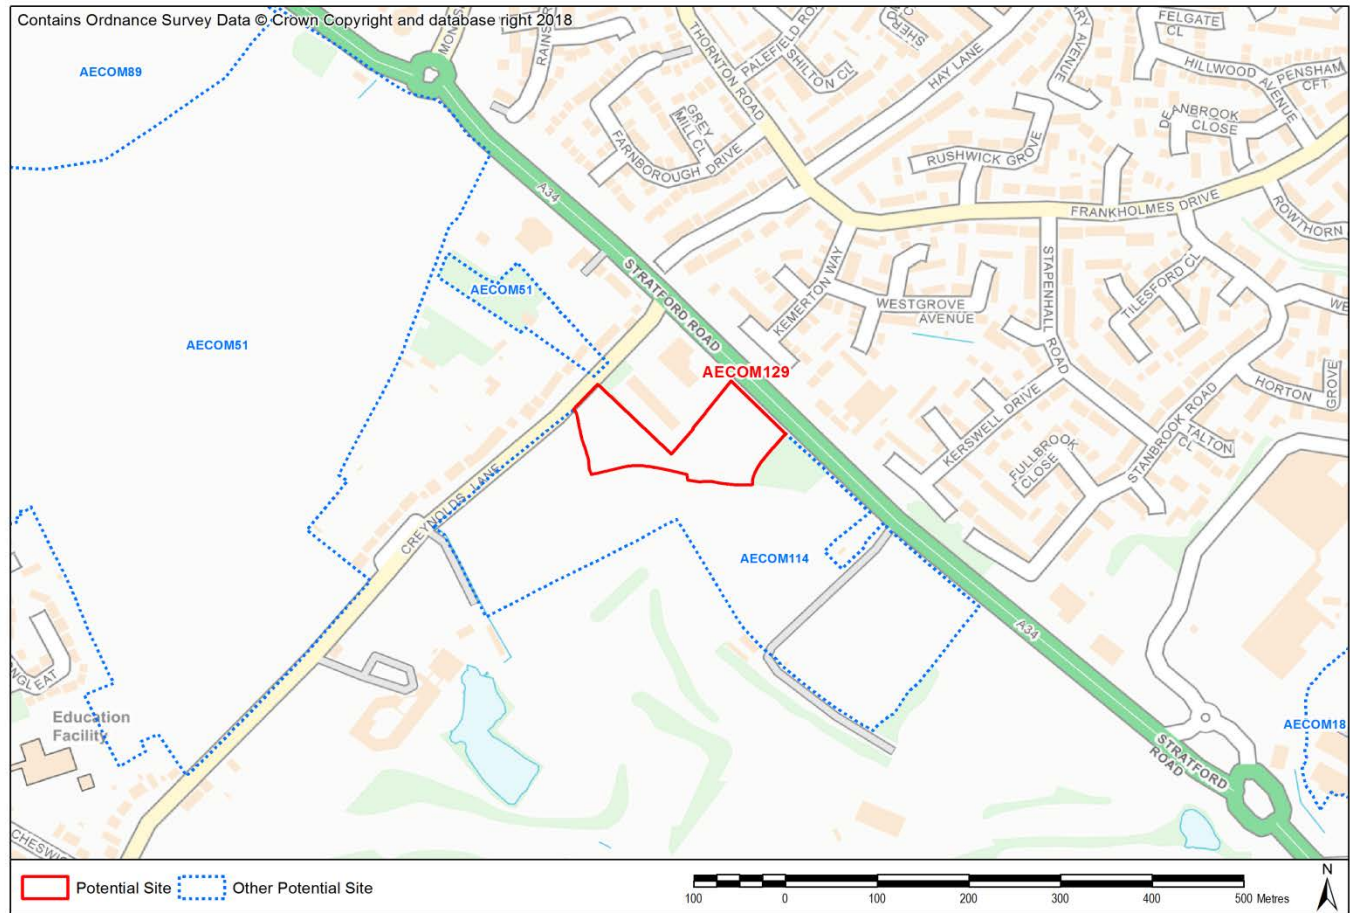 Contains Ordnance Survey Data © Crown Copyright and database right 2018
AECOM89
THORNTON ROAD
PALEFIELD
SHILTON CL
HAY LANE
FELGATE
CL
HILLWOOD AVENUE
PENSHAM
CFT
CLOSE
GREY
MILL CL
FARNBOROUGH DRIVE
RUSHWICK GROVE
A34
FRANKHOLMES DRIVE
ROWTHORN
STRATFORD ROAD
KEMERTON WAY
STAPENHALL
ROAD
TILESFORD CL
WESTGROVE
AVENUE
AECOM51
AECOM51
AECOM129
HORTON
GROVE
KERSWELL DRIVE
STANBROOK ROAD
TALTON
CL
FULLBROOK
CLOSE
CREYNOLDS LANE
AECOM114
A34
Education
Facility
AECOM18
STRATFORD
ROAD
Potential Site
Other Potential Site
100 0 100 200 300 400 500 Metres
N